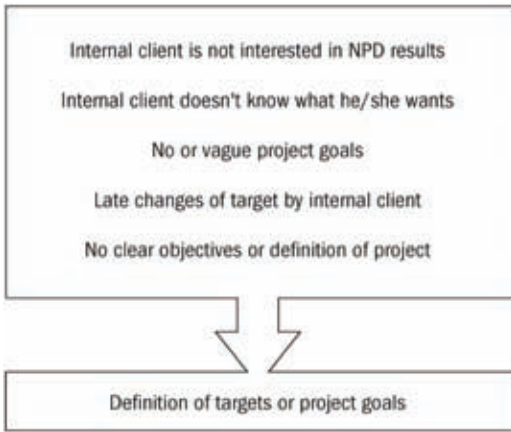 Internal client is not interested in NPD results
Internal client doesn't know what he/she wants
No or vague project goals
Late changes of target by internal client
No clear objectives or definition of project
Definition of targets or project goals